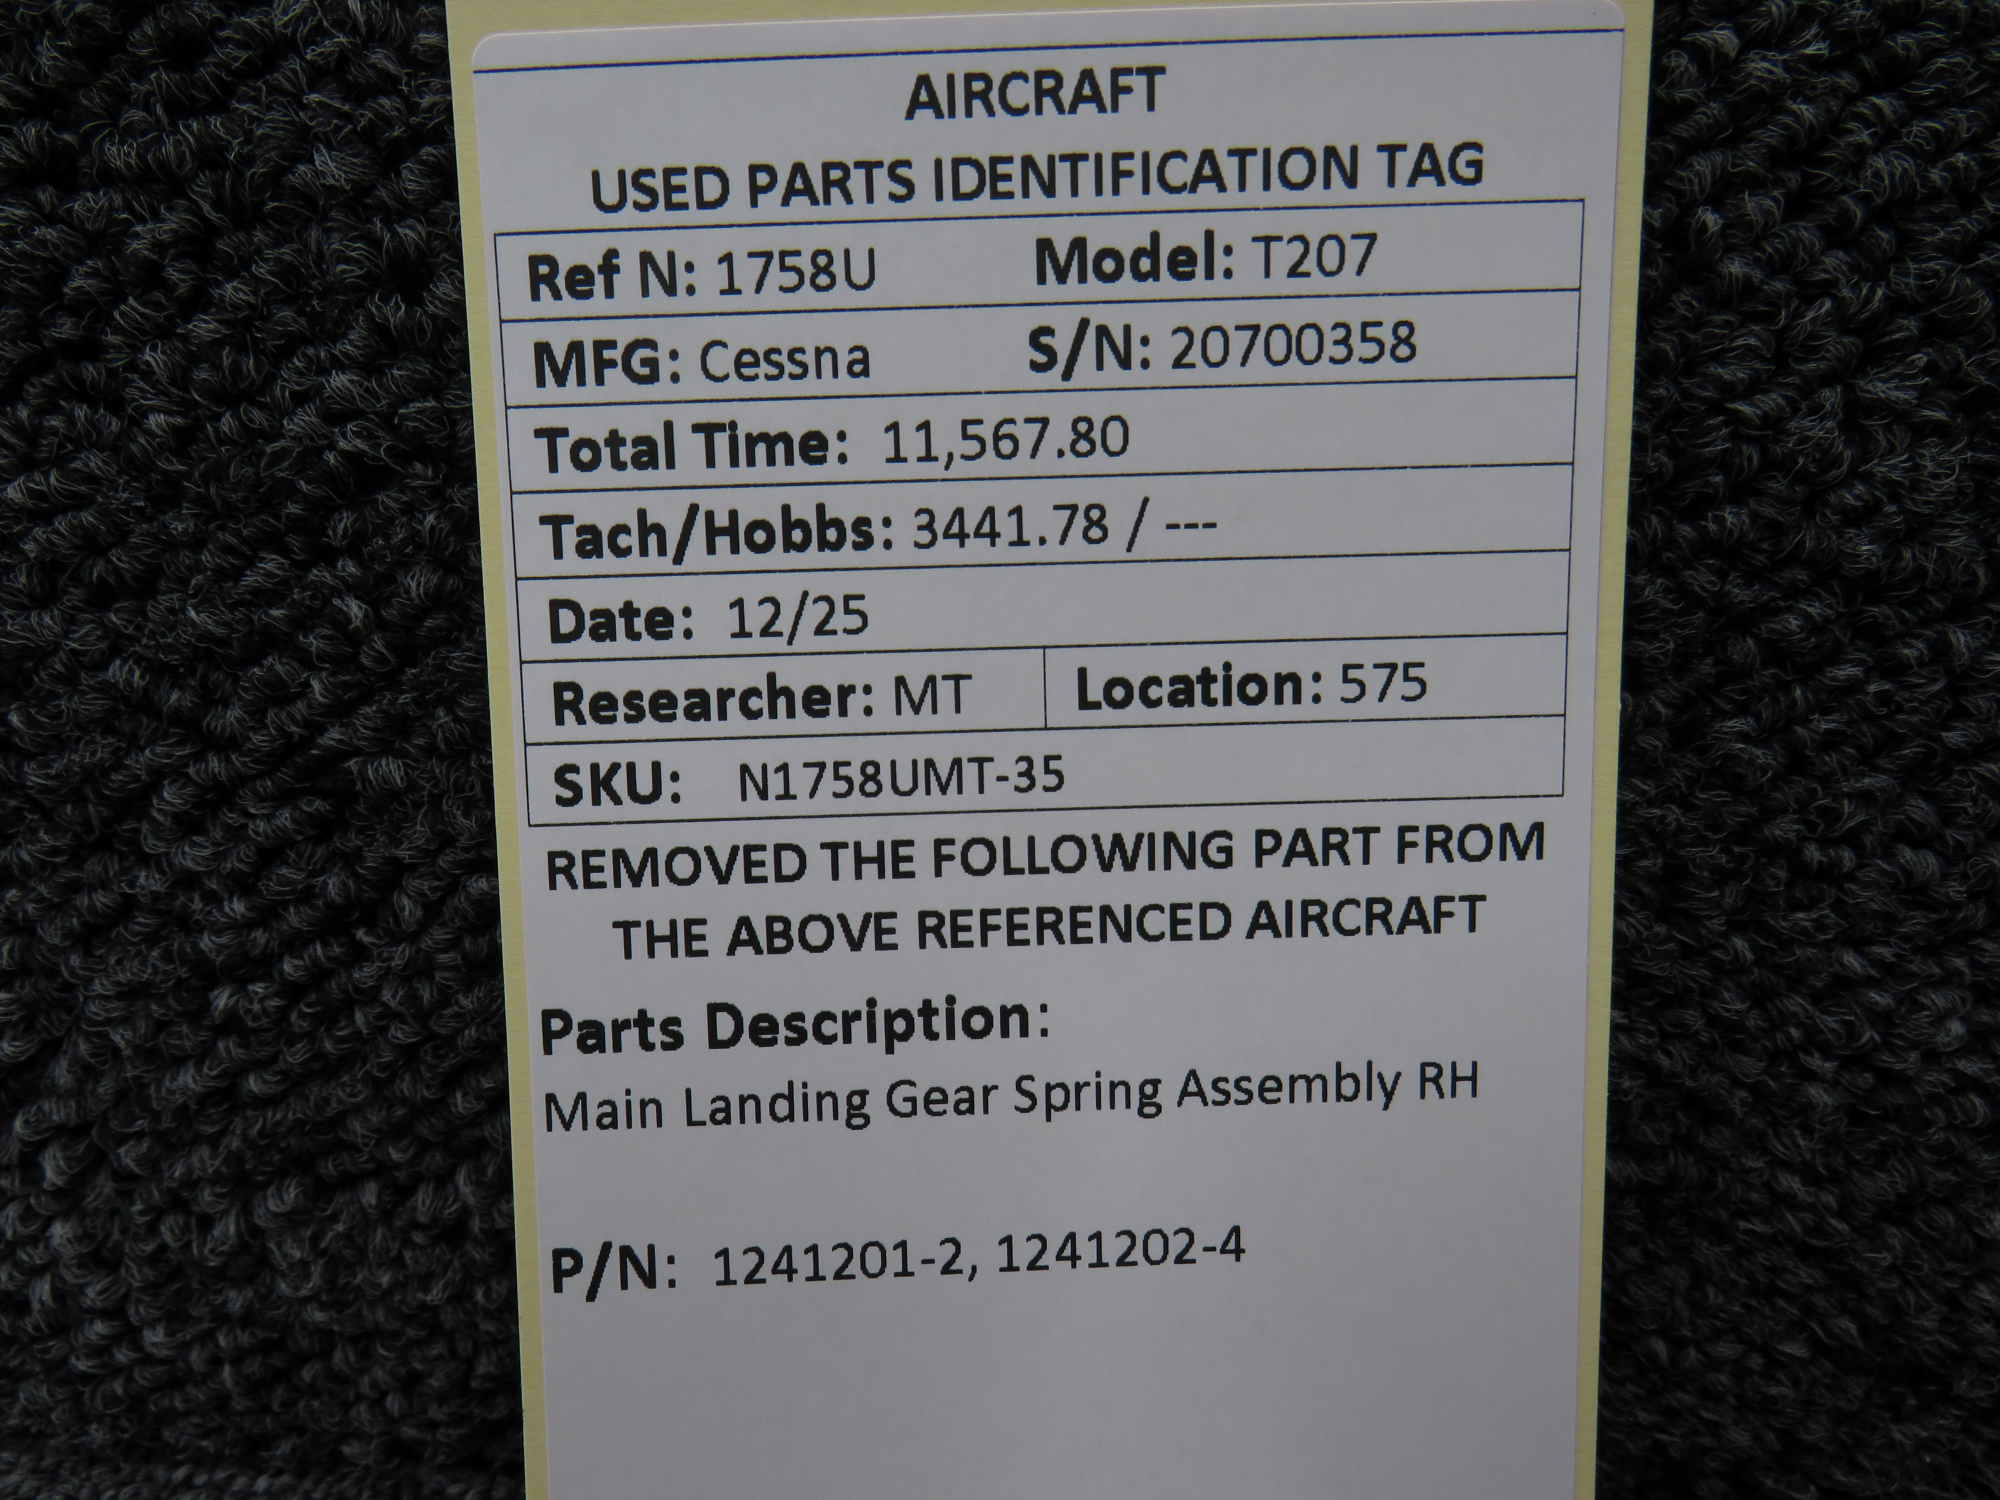 AIRCRAFT
USED PARTS IDENTIFICATION TAG
Ref N: 1758U Model: T207
MFG: Cessna S/N: 20700358
Total Time: 11,567.80
Tach/Hobbs: 3441.78 / ---
Date: 12/25
Researcher: MT Location: 575
SKU: N1758UMT-35
REMOVED THE FOLLOWING PART FROM
THE ABOVE REFERENCED AIRCRAFT
Parts Description:
Main Landing Gear Spring Assembly RH
P/N: 1241201-2, 1241202-4